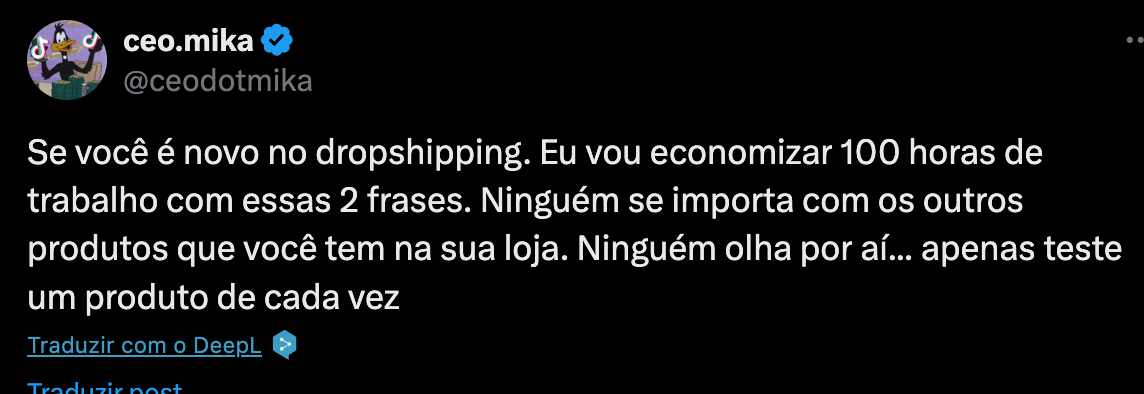 ceo.mika
@ceodotmika
Se você é novo no dropshipping. Eu vou economizar 100 horas de
trabalho com essas 2 frases. Ninguém se importa com os outros
produtos que você tem na sua loja. Ninguém olha por aí... apenas teste
um produto de cada vez
Traduzir com o DeepL
Traduzir post